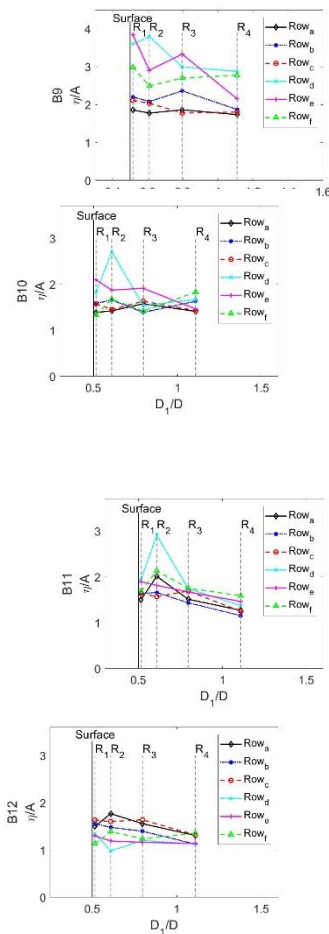 Surface
R1 R2 R3 R4
Rowa
Rowb
Rowc
Rowd
Rowe
Rowf
B9
η/A
4
3
2
1
0
1.6
Surface
R1 R2 R3 R4
Rowa
Rowb
Rowc
Rowd
Rowe
Rowf
B10
η/A
3
2
1
0
0.5 1 1.5
D1/D
Surface
R1 R2 R3 R4
Rowa
Rowb
Rowc
Rowd
Rowe
Rowf
B11
η/A
3
2
1
0
0.5 1 1.5
D1/D
Surface
R1 R2 R3 R4
Rowa
Rowb
Rowc
Rowd
Rowe
Rowf
B12
η/A
3
2
1
0
0.5 1 1.5
D1/D